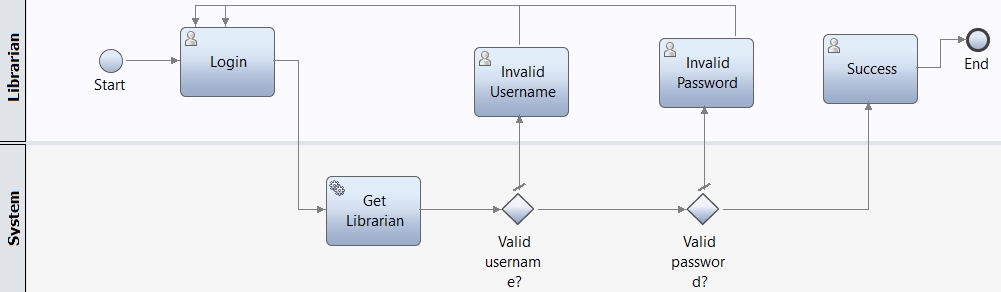 Librarian
Start
Login
Invalid
Username
Invalid
Password
Success
End
System
Get
Librarian
Valid
usernam
e?
Valid
passwor
d?